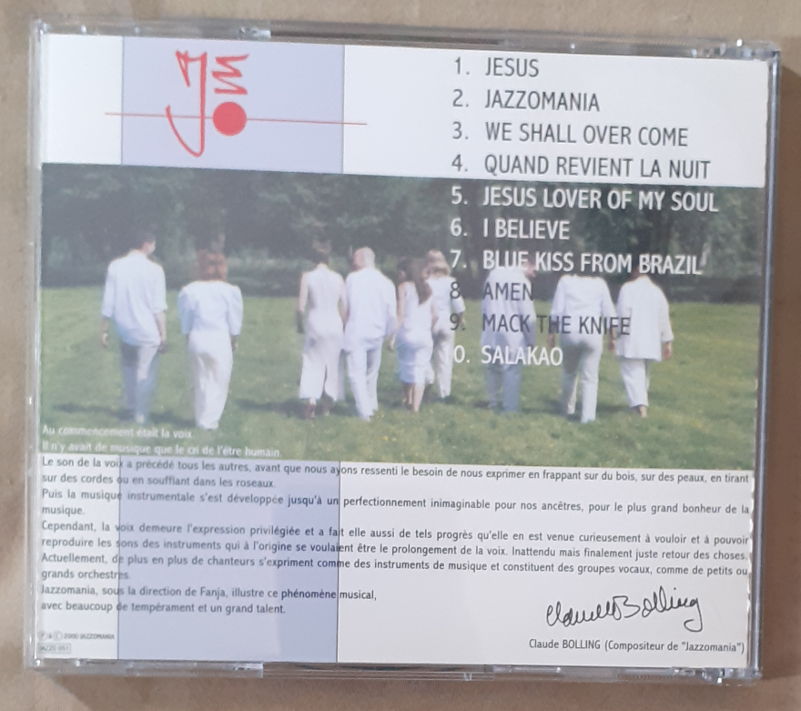 1. JESUS
2. JAZZOMANIA
3. WE SHALL OVER COME
4. QUAND REVIENT LA NUIT
5. JESUS LOVER OF MY SOUL
6. I BELIEVE
7. BLUE KISS FROM BRAZIL
8. AMEN
9. MACK THE KNIFE
0. SALAKAO
Au commencement était la voix.
Il n'y avait de musique que le cri de l'être humain.
Le son de la voix a précédé tous les autres, avant que nous ayons ressenti le besoin de nous exprimer en frappant sur du bois, sur des peaux, en tirant
sur des cordes ou en soufflant dans les roseaux.
Puis la musique instrumentale s'est développée jusqu'à un perfectionnement inimaginable pour nos ancêtres, pour le plus grand bonheur de la
musique.
Cependant, la voix demeure l'expression privilégiée et a fait elle aussi de tels progrès qu'elle en est venue curieusement à vouloir et à pouvoir
reproduire les sons des instruments qui à l'origine se voulaient être le prolongement de la voix. Inattendu mais finalement juste retour des choses.
Actuellement, de plus en plus de chanteurs s'expriment comme des instruments de musique et constituent des groupes vocaux, comme de petits ou
grands orchestres.
Jazzomania, sous la direction de Fanja, illustre ce phénomène musical,
avec beaucoup de tempérament et un grand talent.
Claude Bolling
Claude BOLLING (Compositeur de "Jazzomania")
℗ & © 2000 JAZZOMANIA